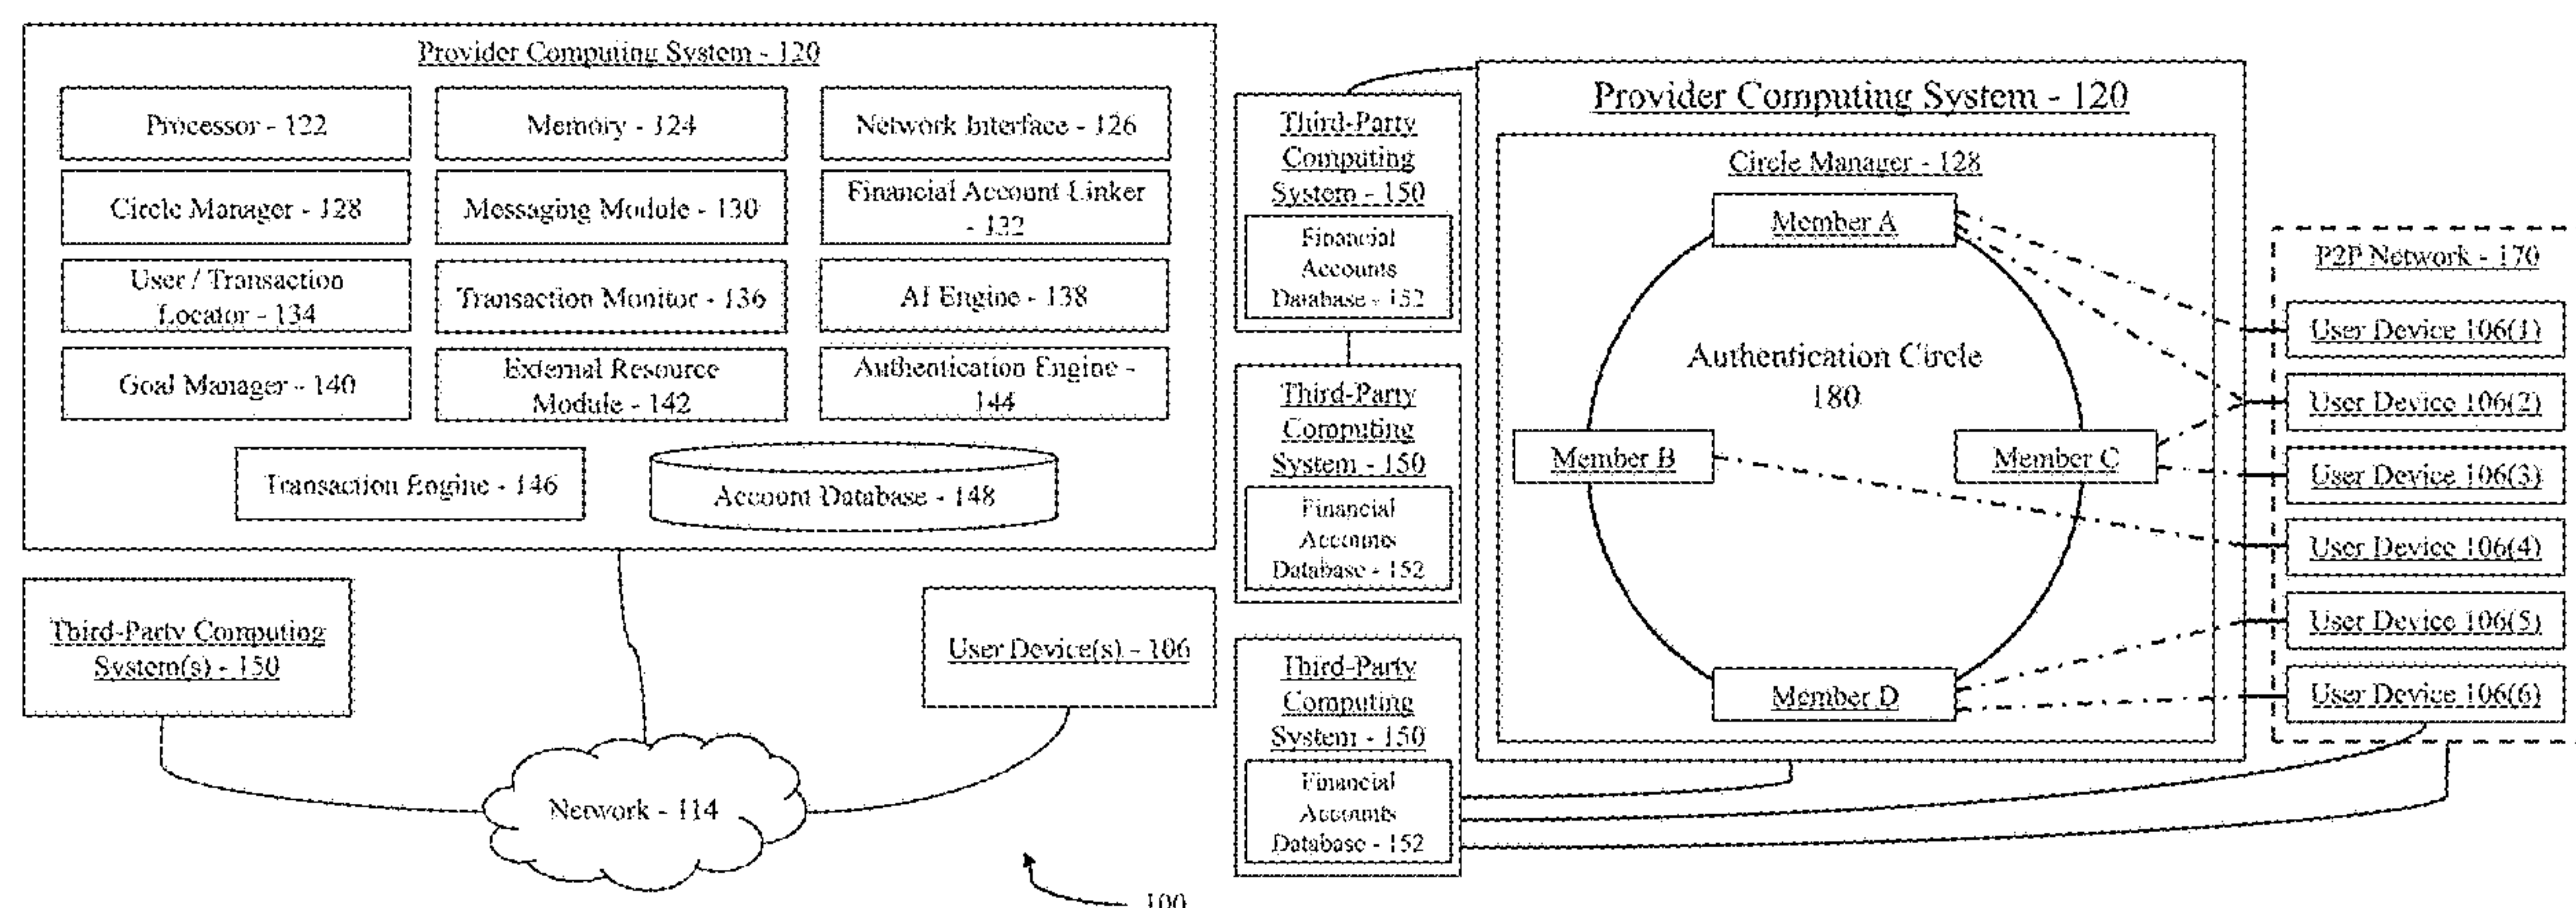 Provider Computing System - 120
Processor - 122
Memory - 124
Network Interface - 126
Circle Manager - 128
Messaging Module - 130
Financial Account Linker
- 132
User / Transaction
Locator - 134
Transaction Monitor - 136
AI Engine - 138
Goal Manager - 140
External Resource
Module - 142
Authentication Engine -
144
Transaction Engine - 146
Account Database - 148
Third-Party Computing
System(s) - 150
User Device(s) - 106
Network - 114
100
Third-Party
Computing
System - 150
Financial
Accounts
Database - 152
Third-Party
Computing
System - 150
Financial
Accounts
Database - 152
Third-Party
Computing
System - 150
Financial
Accounts
Database - 152
Provider Computing System - 120
Circle Manager - 128
Member A
Authentication Circle
180
Member B
Member C
Member D
P2P Network - 170
User Device 106(1)
User Device 106(2)
User Device 106(3)
User Device 106(4)
User Device 106(5)
User Device 106(6)